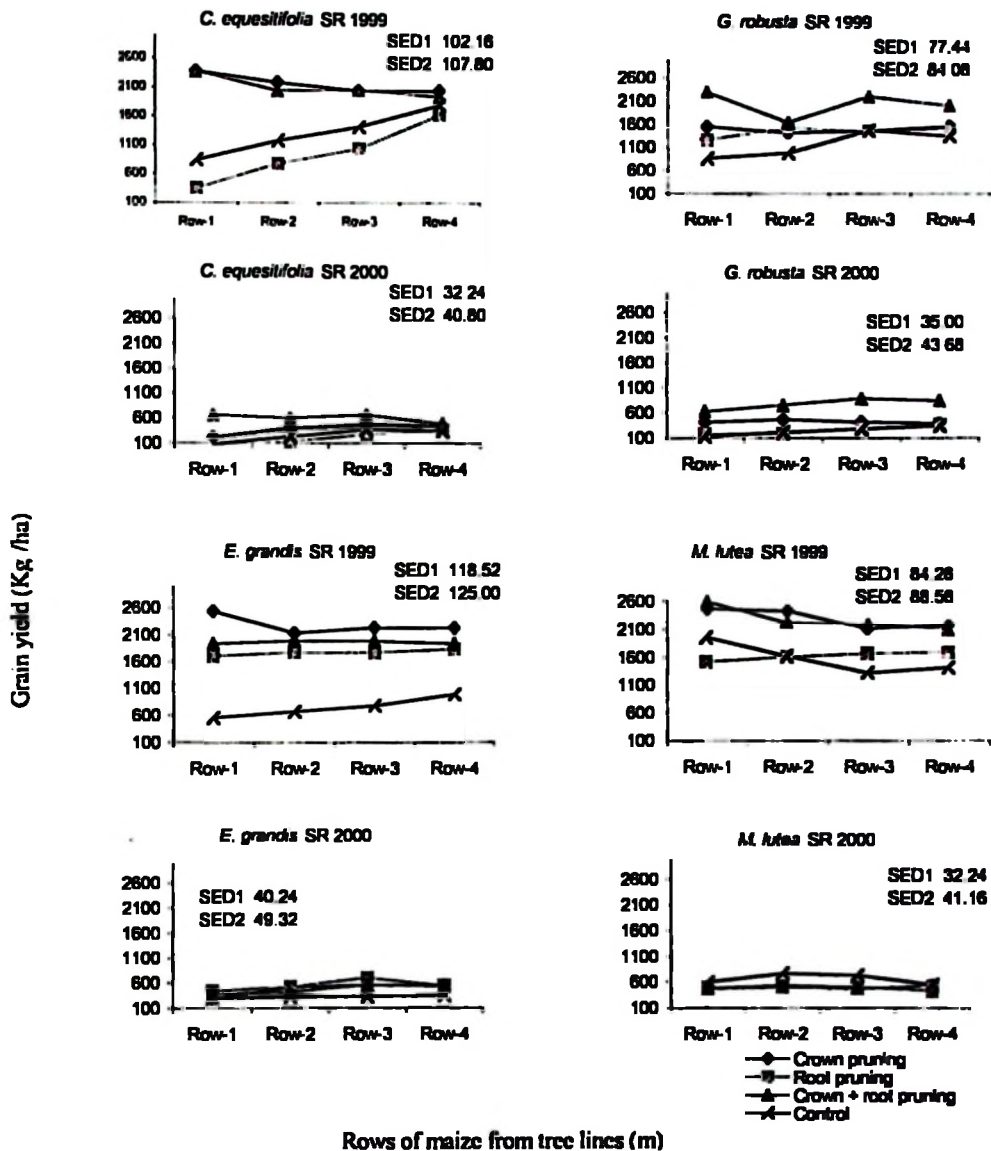 C. equesitifolia SR 1999
SED1 102.16
SED2 107.80
2600
2100
1600
1100
600
100
Row-1 Row-2 Row-3 Row-4
G. robusta SR 1999
SED1 77.44
SED2 84.08
2600
2100
1600
1100
600
100
Row-1 Row-2 Row-3 Row-4
C. equesitifolia SR 2000
SED1 32 24
SED2 40.80
2600
2100
1600
1100
600
100
Row-1 Row-2 Row-3 Row-4
G. robusta SR 2000
SED1 35 00
SED2 43 68
2600
2100
1600
1100
600
100
Row-1 Row-2 Row-3 Row-4
Grain yield (Kg /ha)
E. grandis SR 1999
SED1 118.52
SED2 125.00
2600
2100
1600
1100
600
100
Row-1 Row-2 Row-3 Row-4
M. lutea SR 1999
SED1 84.28
SED2 88.56
2600
2100
1600
1100
600
100
Row-1 Row-2 Row-3 Row-4
E. grandis SR 2000
SED1 40.24
SED2 49.32
2600
2100
1600
1100
600
100
Row-1 Row-2 Row-3 Row-4
M. lutea SR 2000
SED1 32.24
SED2 41.16
2600
2100
1600
1100
600
100
Row-1 Row-2 Row-3 Row-4
Crown pruning
Root pruning
Crown + root pruning
Control
Rows of maize from tree lines (m)